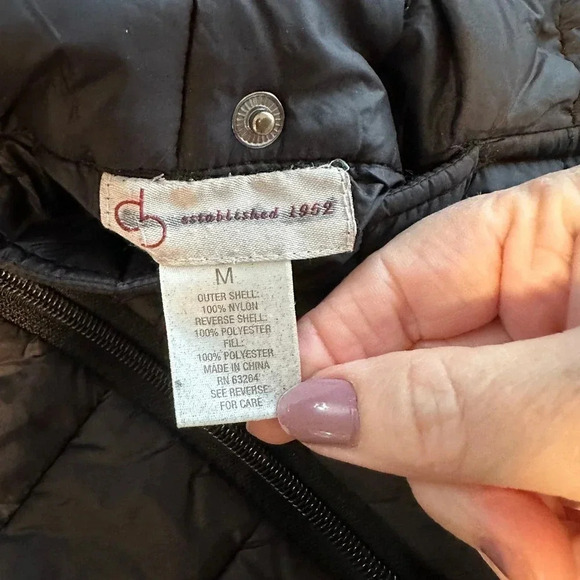 established 1962
M
OUTER SHELL:
100% NYLON
REVERSE SHELL:
100% POLYESTER
FILL:
100% POLYESTER
MADE IN CHINA
RN 63264
SEE REVERSE
FOR CARE